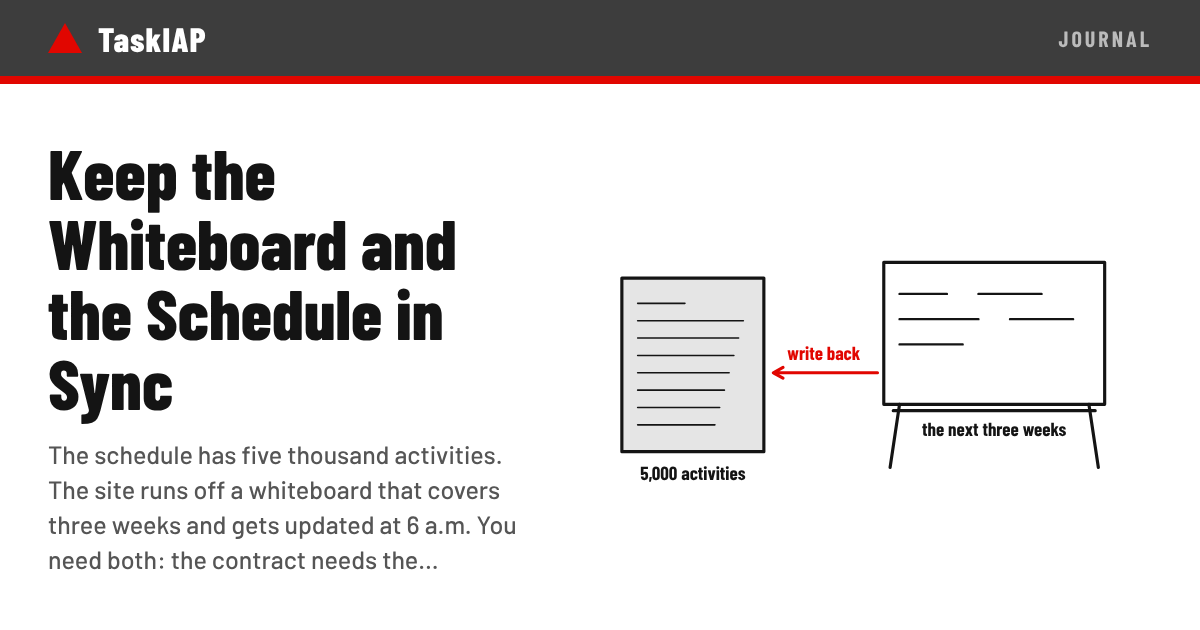 TaskIAP
JOURNAL
Keep the
Whiteboard and
the Schedule in
Sync
The schedule has five thousand activities.
The site runs off a whiteboard that covers
three weeks and gets updated at 6 a.m. You
need both: the contract needs the...
write back
the next three weeks
5,000 activities